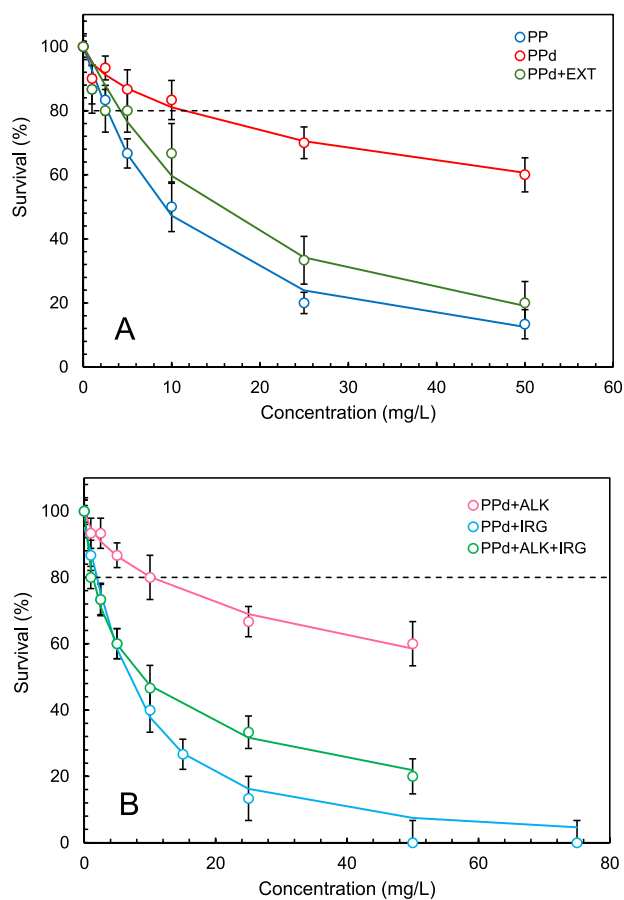 PP
PPd
PPd+EXT
100
80
60
40
20
0
Survival (%)
A
0 10 20 30 40 50 60
Concentration (mg/L)
PPd+ALK
PPd+IRG
PPd+ALK+IRG
100
80
60
40
20
0
Survival (%)
B
0 20 40 60 80
Concentration (mg/L)